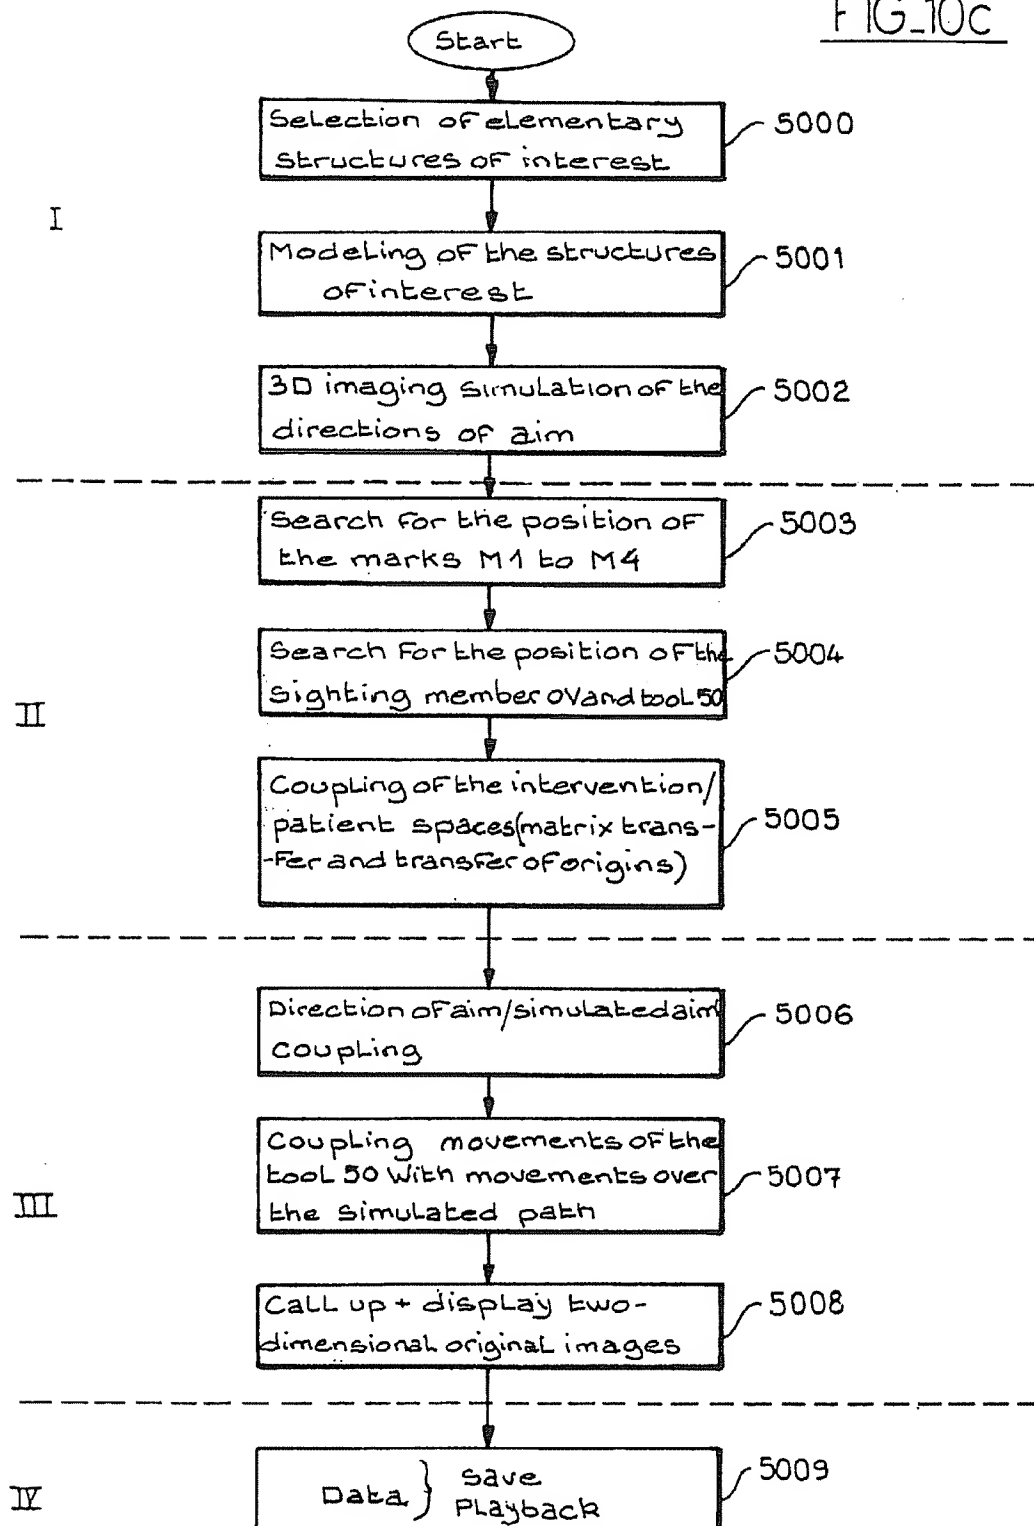 FIG_10c
Start
Selection of elementary
structures of interest
5000
I
Modeling of the structures
of interest
5001
3D imaging simulation of the
directions of aim
5002
Search for the position of
the marks M1 to M4
5003
Search for the position of the
sighting member OV and tool 50
5004
II
Coupling of the intervention/
patient spaces (matrix trans-
-fer and transfer of origins)
5005
Direction of aim/simulated aim
coupling
5006
Coupling movements of the
tool 50 with movements over
the simulated path
5007
III
Call up + display two-
dimensional original images
5008
Data } save
Playback
5009
IV